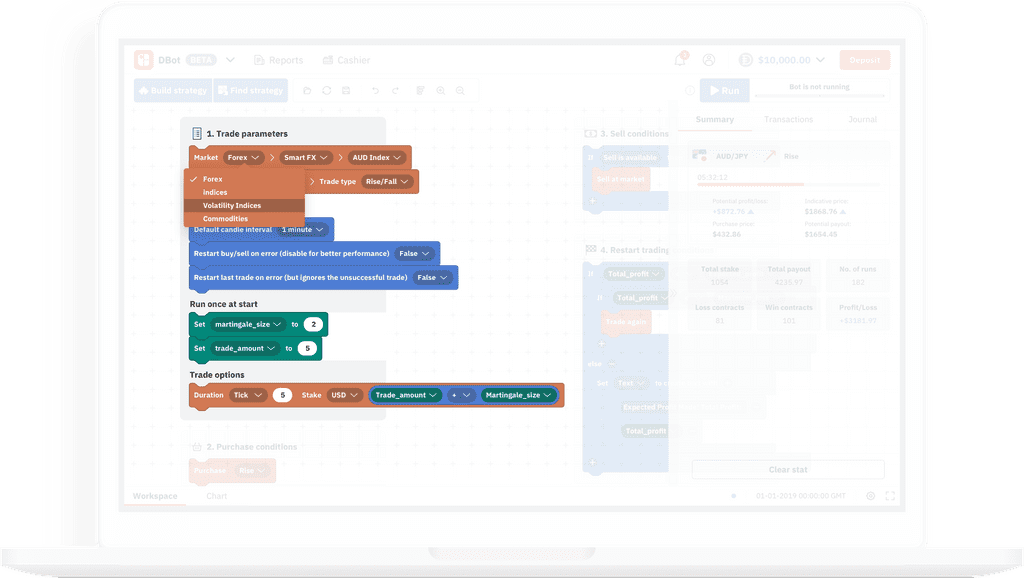 DBot BETA Reports Cashier $10,000.00 Deposit
Build strategy Find strategy Run Bot is not running
1. Trade parameters
Market Forex Smart FX AUD Index
Forex
Indices
Volatility Indices
Commodities
Trade type Rise/Fall
Default candle interval 1 minute
Restart buy/sell on error (disable for better performance) False
Restart last trade on error (but ignores the unsuccessful trade) False
Run once at start
Set martingale_size to 2
Set trade_amount to 5
Trade options
Duration Tick 5 Stake USD Trade_amount + Martingale_size
2. Purchase conditions
Purchase Rise
3. Sell conditions
If Sell is available
Sell at market
4. Restart trading
If Total_profit
If Total_profit
Trade again
else
Set Text to
Expected Profit
Total_profit
Summary Transactions Journal
AUD/JPY Rise
05:32:12
Potential profit/loss: Indicative price:
Purchase price: Potential payout:
$432.86 $1654.45
Total stake Total payout No. of runs
1054 4235.97 182
Loss contracts Win contracts Profit/Loss
81 101
Clear stat
Workspace Chart 01-01-2019 00:00:00 GMT